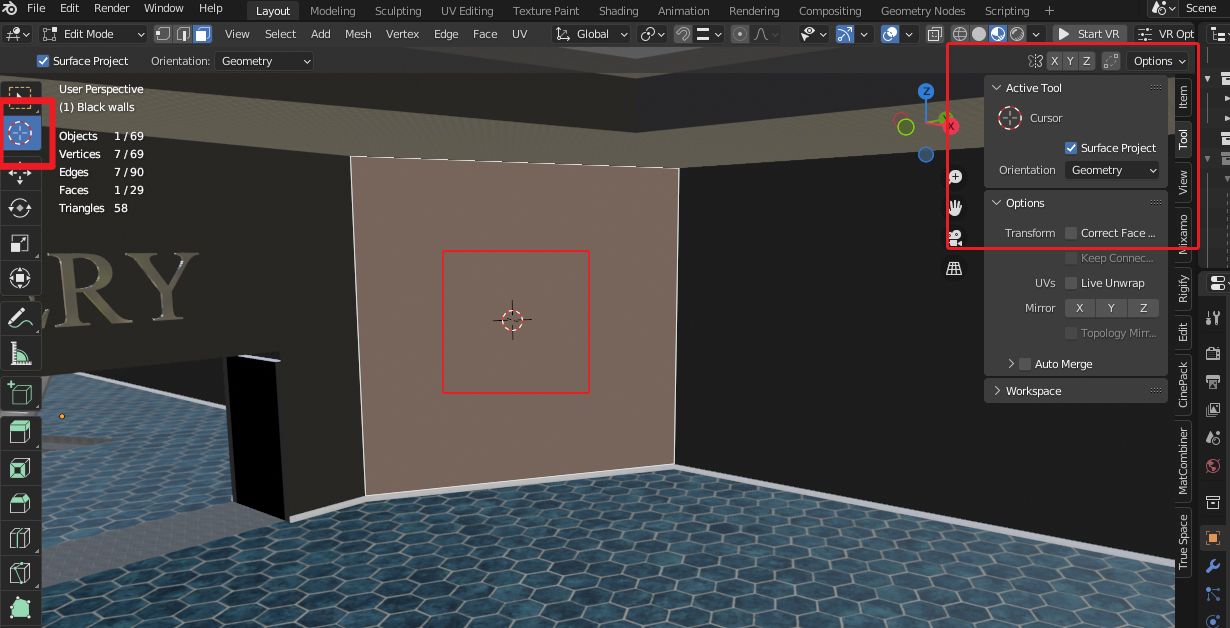 File Edit Render Window Help Layout Modeling Sculpting UV Editing Texture Paint Shading Animation Rendering Compositing Geometry Nodes Scripting + Scene
Edit Mode View Select Add Mesh Vertex Edge Face UV Global Start VR VR Opt
Surface Project Orientation: Geometry X Y Z Options
User Perspective
(1) Black walls
Objects 1/69
Vertices 7/69
Edges 7/90
Faces 1/29
Triangles 58
RY
Z
X
Active Tool
Cursor
Surface Project
Orientation Geometry
Options
Transform Correct Face ...
Keep Connec...
UVs Live Unwrap
Mirror X Y Z
Topology Mirr...
Auto Merge
Workspace
Item
Tool
View
Mixamo
Rigify
Edit
CinePack
MatCombiner
True Space